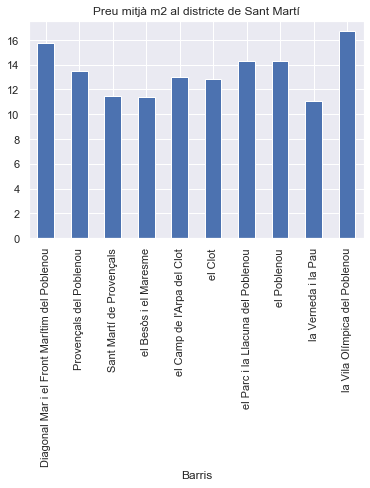 Preu mitjà m2 al districte de Sant Martí
16
14
12
10
8
6
4
2
0
Diagonal Mar i el Front Marítim del Poblenou
Provençals del Poblenou
Sant Martí de Provençals
el Besòs i el Maresme
el Camp de l'Arpa del Clot
el Clot
el Parc i la Llacuna del Poblenou
el Poblenou
la Verneda i la Pau
la Vila Olímpica del Poblenou
Barris